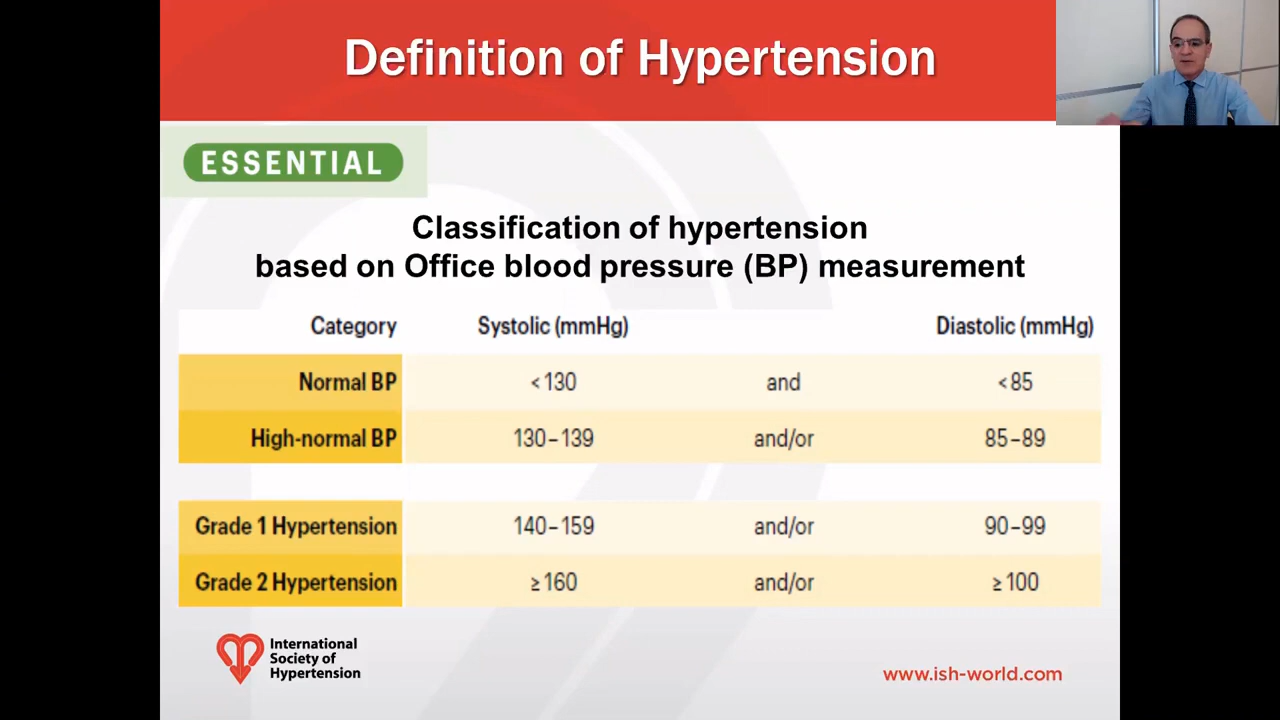 Definition of Hypertension
ESSENTIAL
Classification of hypertension
based on Office blood pressure (BP) measurement
Category Systolic (mmHg) Diastolic (mmHg)
Normal BP <130 and <85
High-normal BP 130–139 and/or 85–89
Grade 1 Hypertension 140–159 and/or 90–99
Grade 2 Hypertension ≥160 and/or ≥100
International
Society of
Hypertension
www.ish-world.com